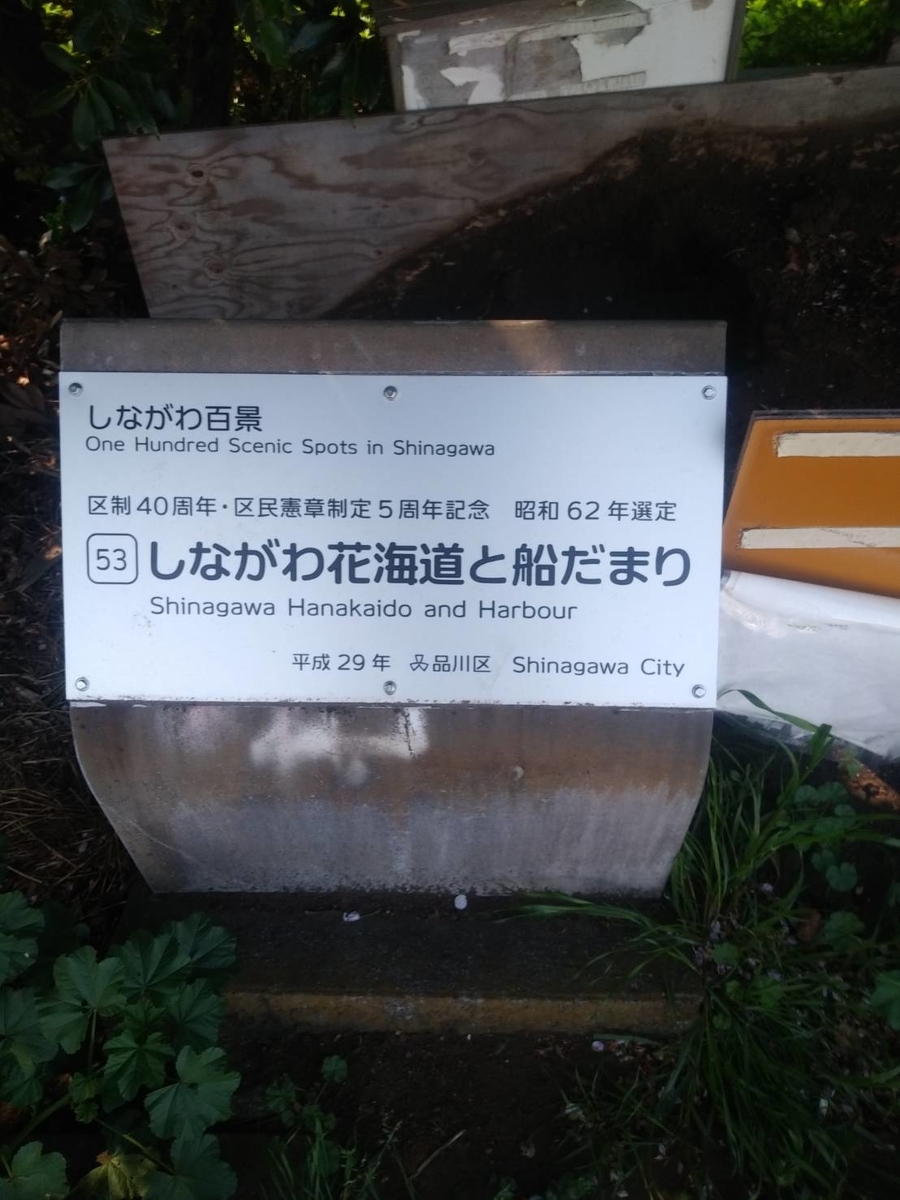 しながわ百景
One Hundred Scenic Spots in Shinagawa
区制40周年・区民憲章制定5周年記念 昭和62年選定
53 しながわ花海道と船だまり
Shinagawa Hanakaido and Harbour
平成29年 品川区 Shinagawa City